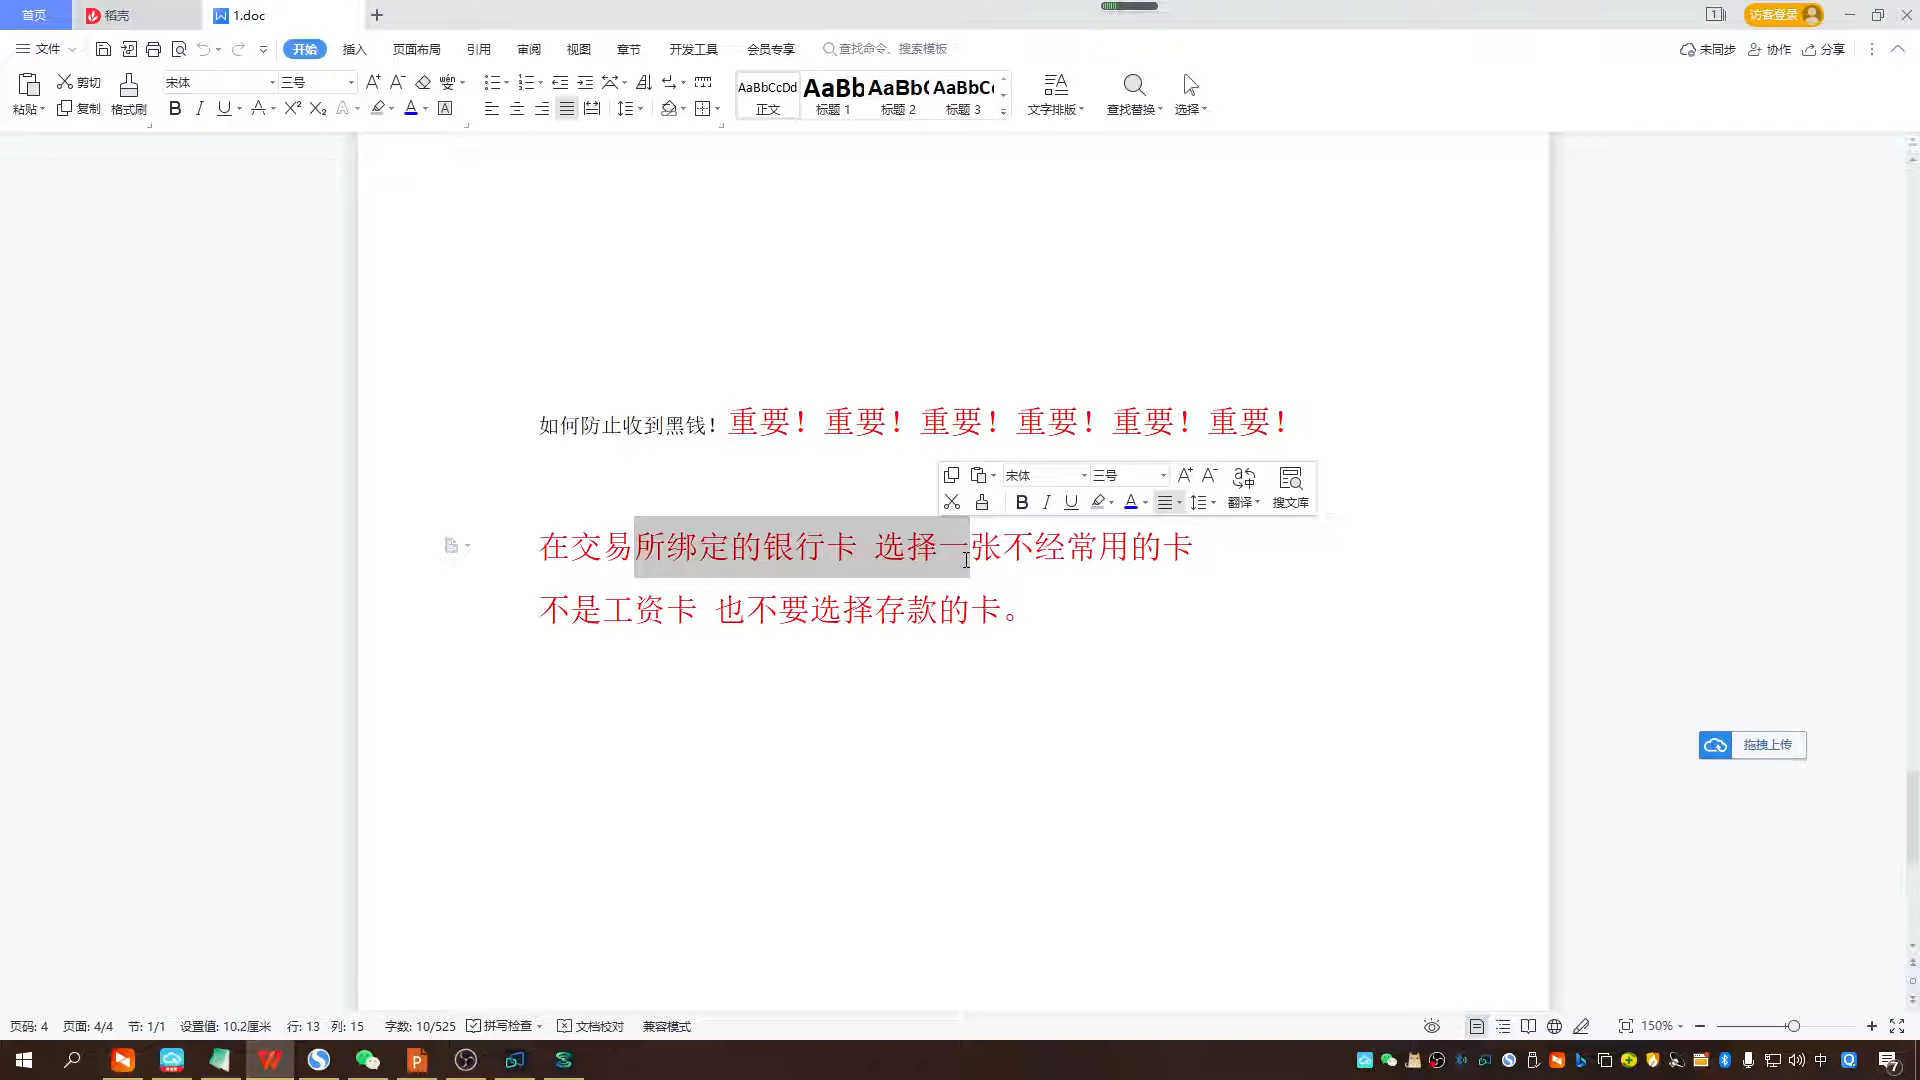 首页 稻壳 1.doc 访客登录
文件 开始 插入 页面布局 引用 审阅 视图 章节 开发工具 会员专享 查找命令、搜索模板 未同步 协作 分享
粘贴 剪切 复制 格式刷 宋体 三号 AaBbCcDd 正文 AaBb 标题 1 AaBb( 标题 2 AaBbC( 标题 3 文字排版 查找替换 选择
如何防止收到黑钱！重要！重要！重要！重要！重要！重要！
宋体 三号 翻译 搜文库
在交易所绑定的银行卡 选择一张不经常用的卡
不是工资卡 也不要选择存款的卡。
拖拽上传
页码: 4 页面: 4/4 节: 1/1 设置值: 10.2厘米 行: 13 列: 15 字数: 10/525 拼写检查 文档校对 兼容模式 150%
中
7